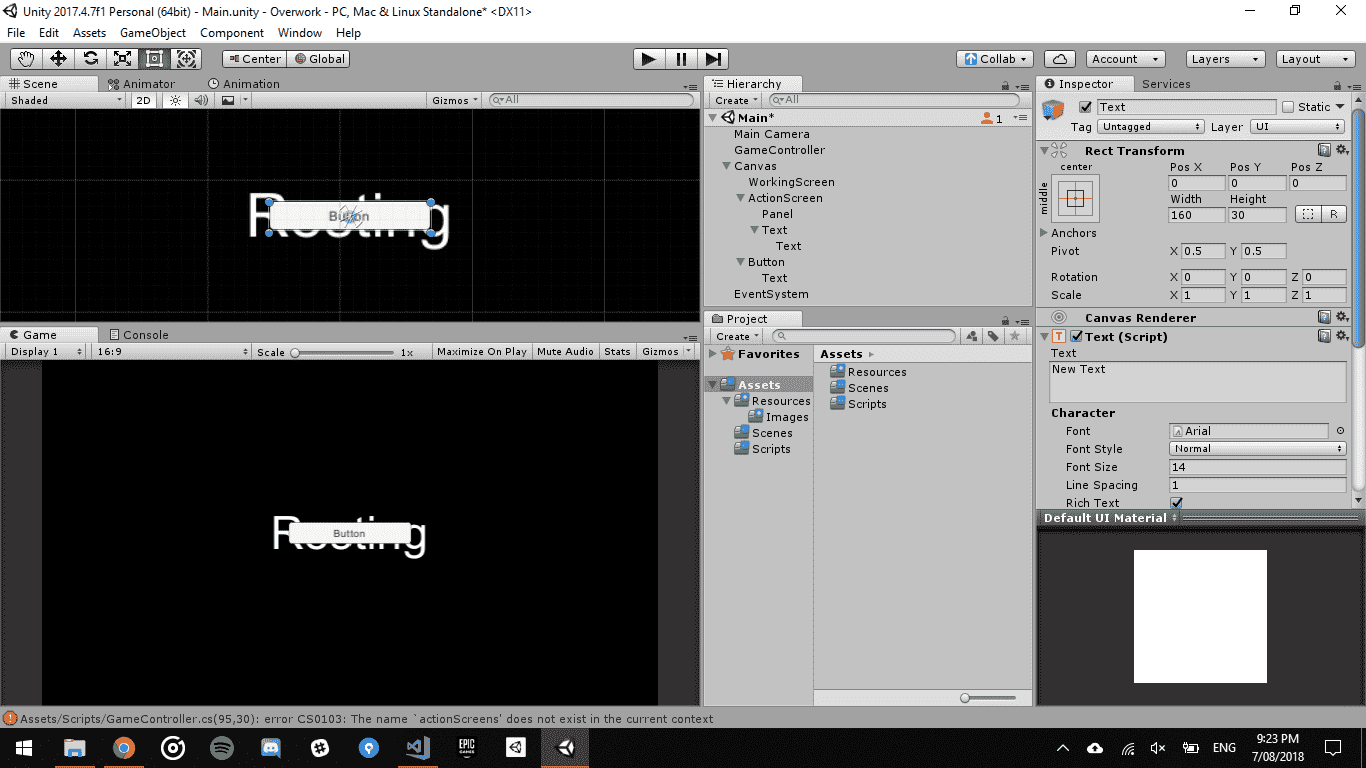 Unity 2017.4.7f1 Personal (64bit) - Main.unity - Overwork - PC, Mac & Linux Standalone* <DX11>
File Edit Assets GameObject Component Window Help
Center Global Collab Account Layers Layout
Scene Animator Animation
Shaded 2D Gizmos All
Button
Game Console
Display 1 16:9 Scale 1x Maximize On Play Mute Audio Stats Gizmos
Button
Hierarchy
Create All
Main* 1
Main Camera
GameController
Canvas
WorkingScreen
ActionScreen
Panel
Text
Text
Button
Text
EventSystem
Project
Create
Favorites
Assets
Resources
Images
Scenes
Scripts
Assets
Resources
Scenes
Scripts
Inspector Services
Text Static
Tag Untagged Layer UI
Rect Transform
center Pos X Pos Y Pos Z
middle 0 0 0
Width Height
160 30 R
Anchors
Pivot X 0.5 Y 0.5
Rotation X 0 Y 0 Z 0
Scale X 1 Y 1 Z 1
Canvas Renderer
Text (Script)
Text
New Text
Character
Font Arial
Font Style Normal
Font Size 14
Line Spacing 1
Rich Text
Default UI Material
Assets/Scripts/GameController.cs(95,30): error CS0103: The name `actionScreens' does not exist in the current context
EPIC GAMES
ENG
9:23 PM
7/08/2018